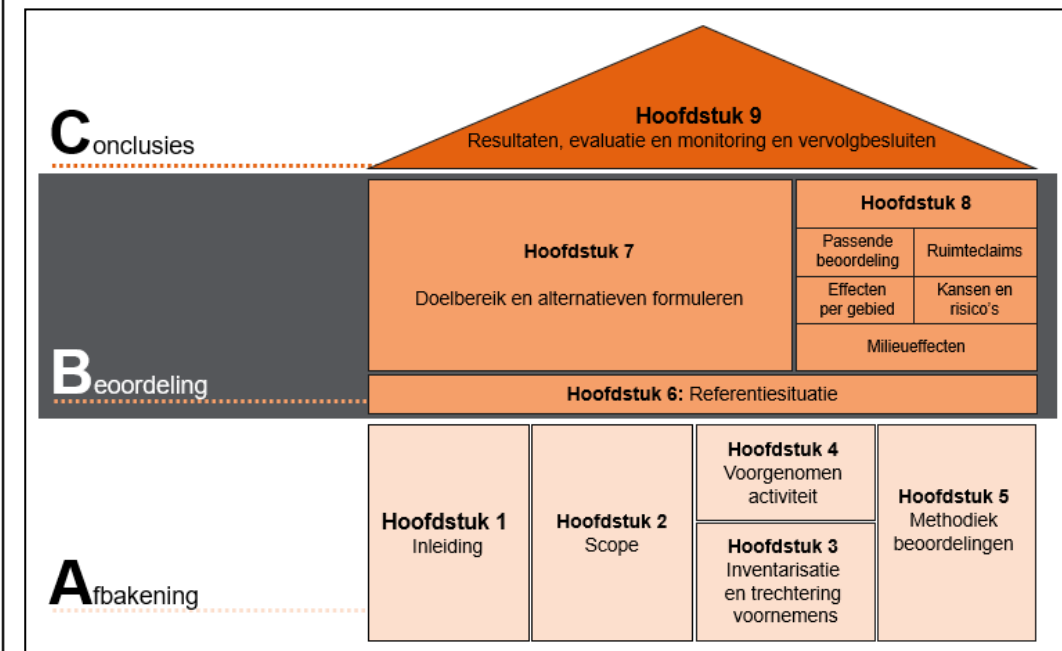 Conclusies
Hoofdstuk 9
Resultaten, evaluatie en monitoring en vervolgbesluiten
Beoordeling
Hoofdstuk 7
Doelbereik en alternatieven formuleren
Hoofdstuk 8
Passende
beoordeling
Ruimteclaims
Effecten
per gebied
Kansen en
risico's
Milieueffecten
Hoofdstuk 6: Referentiesituatie
Afbakening
Hoofdstuk 1
Inleiding
Hoofdstuk 2
Scope
Hoofdstuk 4
Voorgenomen
activiteit
Hoofdstuk 3
Inventarisatie
en trechtering
voornemens
Hoofdstuk 5
Methodiek
beoordelingen